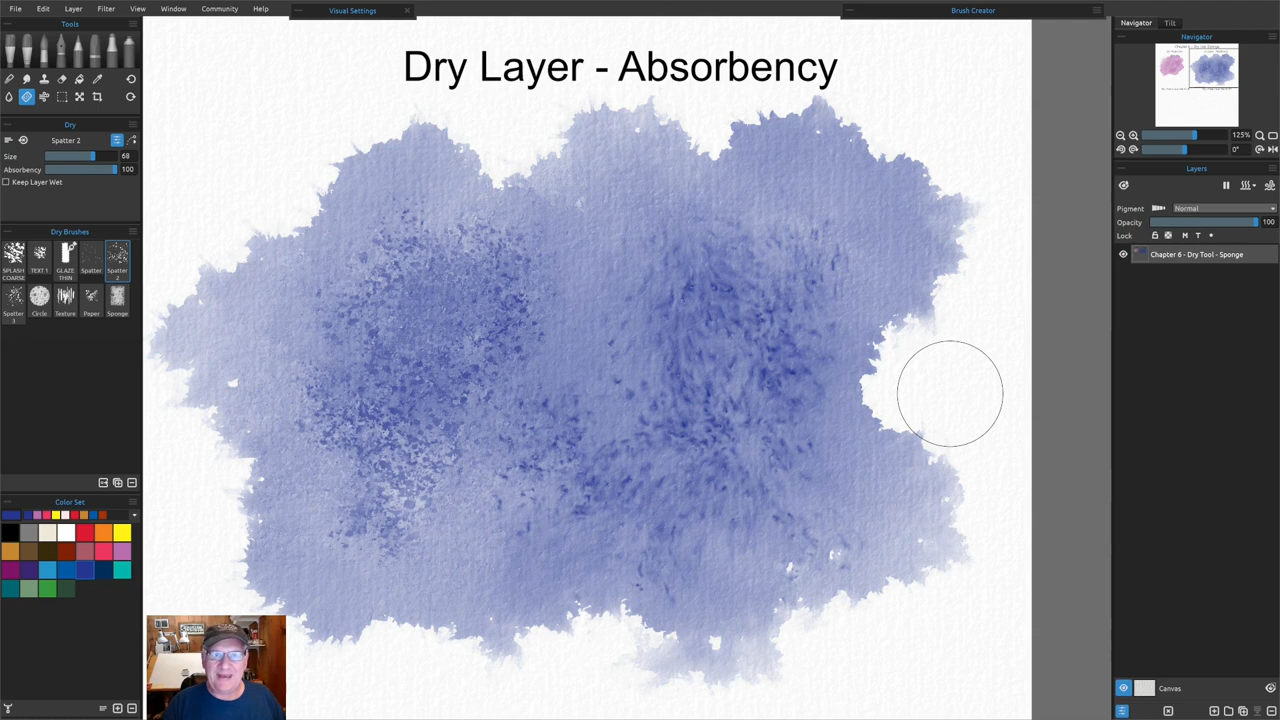 File Edit Layer Filter View Window Community Help
Visual Settings
Brush Creator
Tools
Navigator Tilt
Navigator
Dry Layer - Absorbency
Dry
Spatter 2
Size 68
Absorbency 100
Keep Layer Wet
125%
0°
Layers
Pigment Normal
Opacity 100
Lock M T
Chapter 6 - Dry Tool - Sponge
Dry Brushes
SPLASH COARSE
TEXT 1
GLAZE THIN
Spatter
Spatter 2
Spatter 3
Circle
Texture
Paper
Sponge
Color Set
Canvas